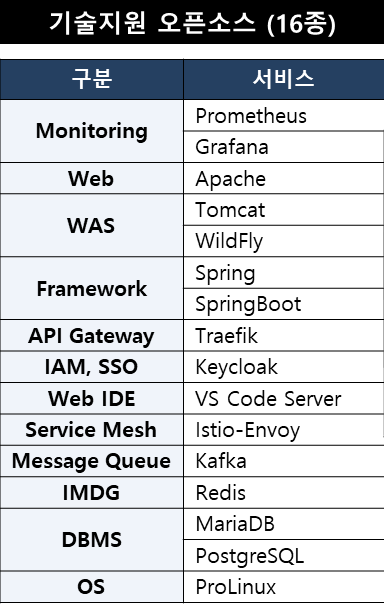 기술지원 오픈소스 (16종)
구분 서비스
Monitoring Prometheus
Grafana
Web Apache
WAS Tomcat
WildFly
Framework Spring
SpringBoot
API Gateway Traefik
IAM, SSO Keycloak
Web IDE VS Code Server
Service Mesh Istio-Envoy
Message Queue Kafka
IMDG Redis
DBMS MariaDB
PostgreSQL
OS ProLinux